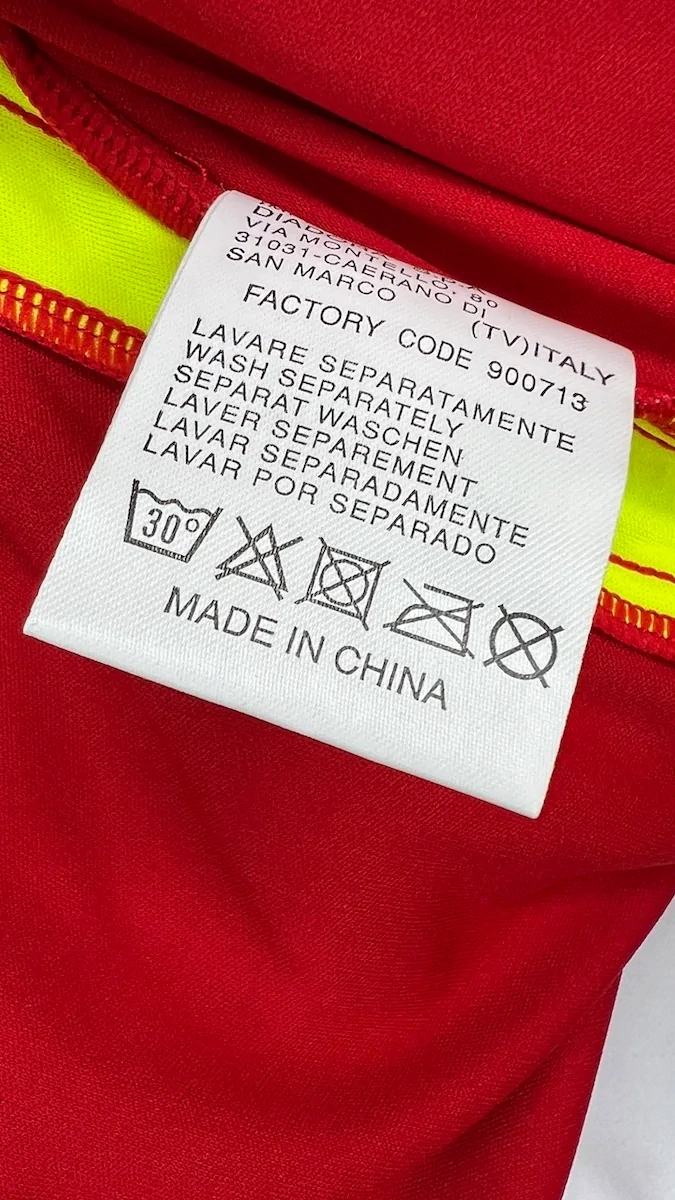 VIA MONTELLO, 80
31031-CAERANO DI
SAN MARCO (TV)ITALY
FACTORY CODE 900713
LAVARE SEPARATAMENTE
WASH SEPARATELY
SEPARAT WASCHEN
LAVER SEPAREMENT
LAVAR SEPARADAMENTE
LAVAR POR SEPARADO
30°
MADE IN CHINA